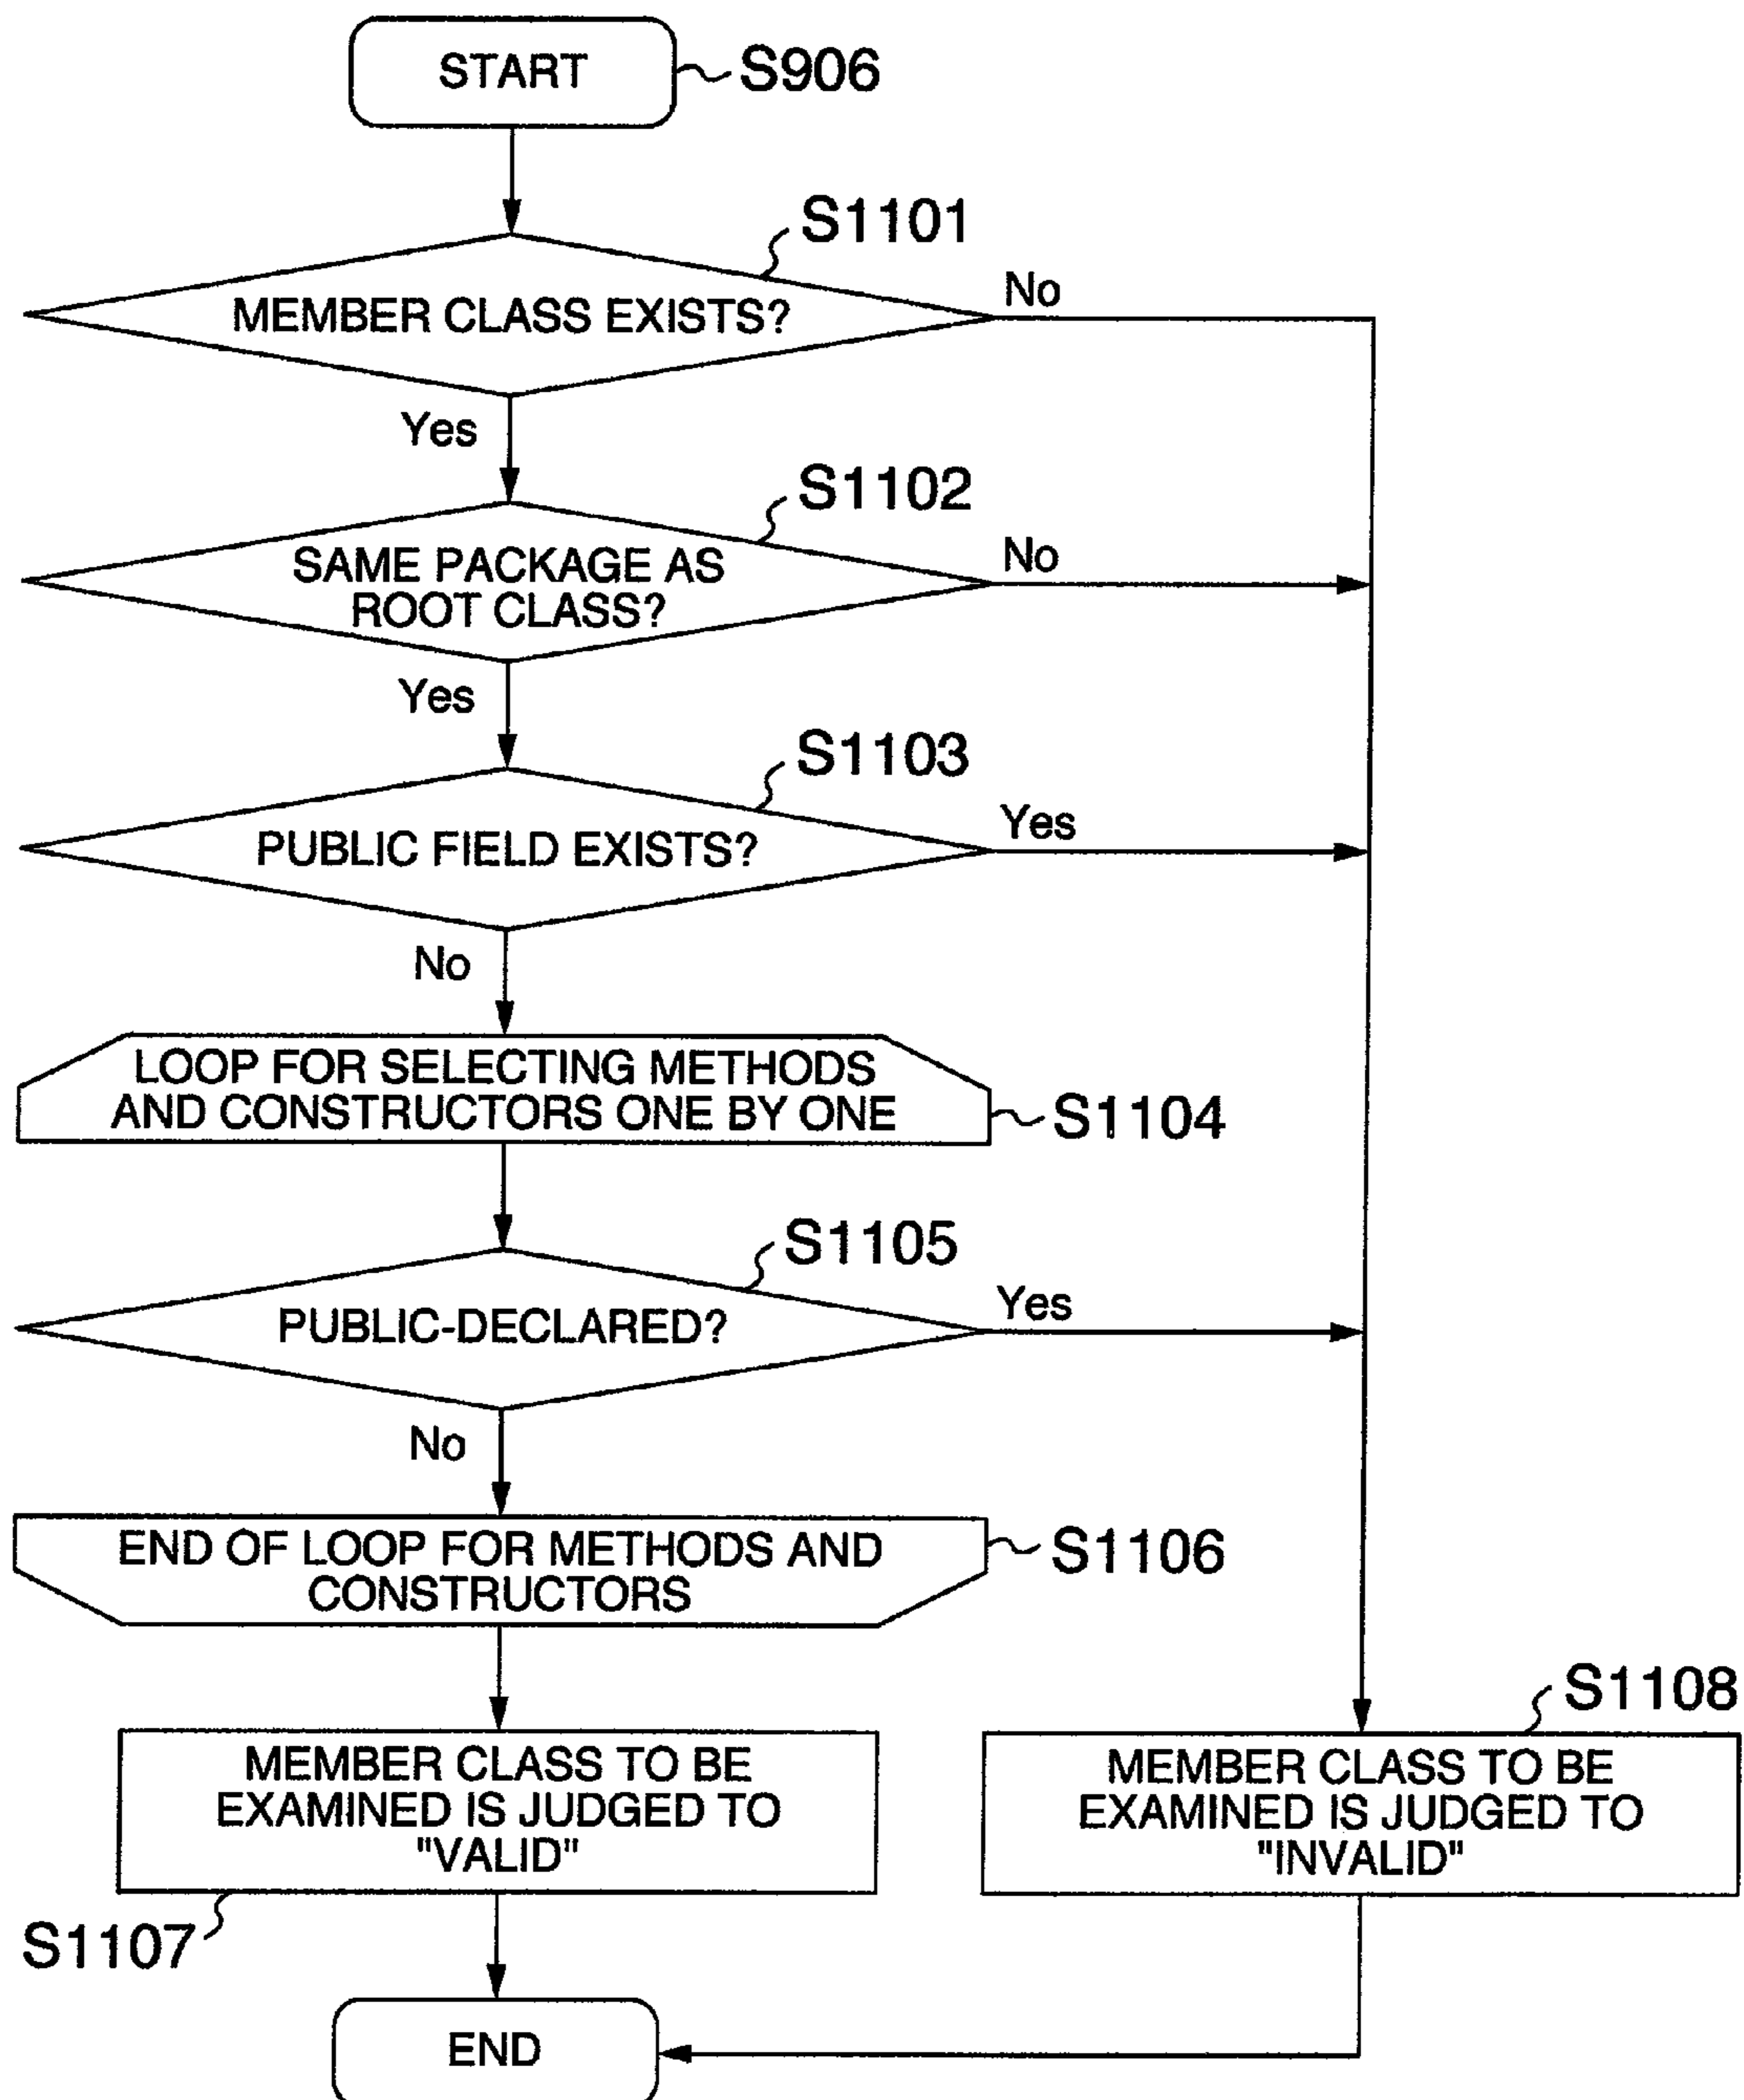 START
S906
S1101
MEMBER CLASS EXISTS?
No
Yes
S1102
SAME PACKAGE AS
ROOT CLASS?
No
Yes
S1103
PUBLIC FIELD EXISTS?
Yes
No
LOOP FOR SELECTING METHODS
AND CONSTRUCTORS ONE BY ONE
S1104
S1105
PUBLIC-DECLARED?
Yes
No
END OF LOOP FOR METHODS AND
CONSTRUCTORS
S1106
MEMBER CLASS TO BE
EXAMINED IS JUDGED TO
"VALID"
S1107
S1108
MEMBER CLASS TO BE
EXAMINED IS JUDGED TO
"INVALID"
END